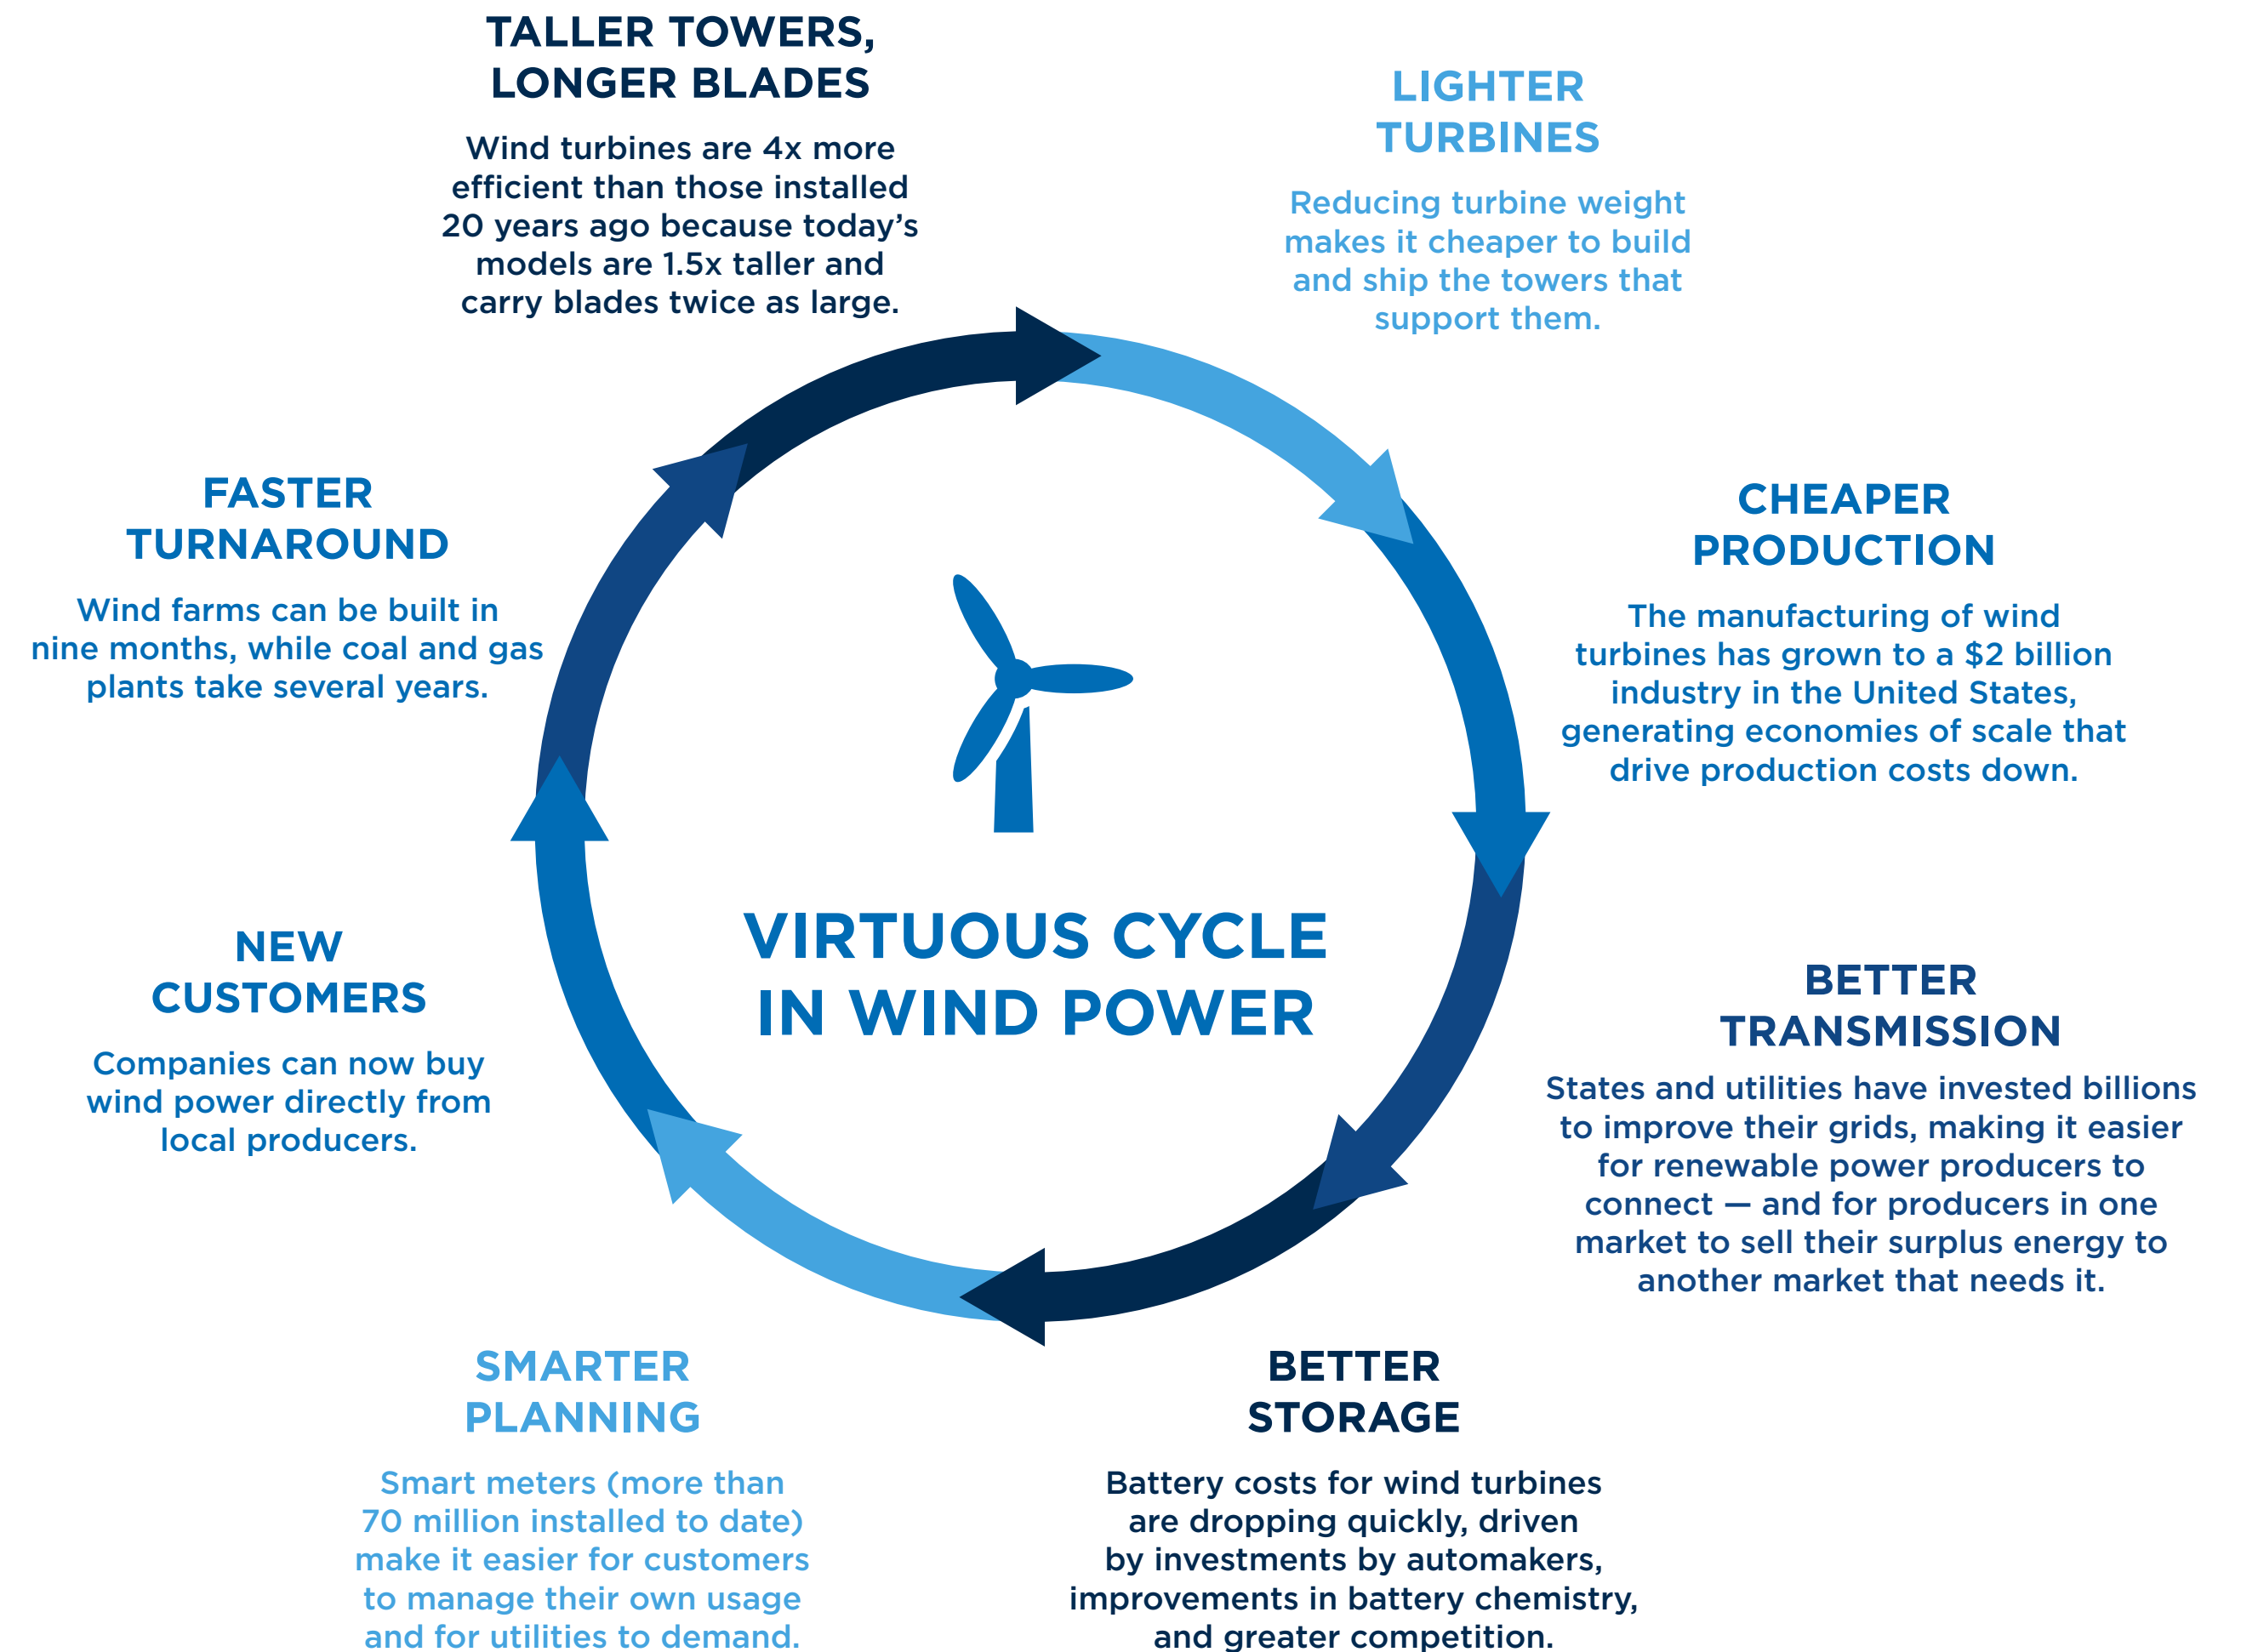 TALLER TOWERS,
LONGER BLADES
Wind turbines are 4x more
efficient than those installed
20 years ago because today’s
models are 1.5x taller and
carry blades twice as large.
LIGHTER
TURBINES
Reducing turbine weight
makes it cheaper to build
and ship the towers that
support them.
CHEAPER
PRODUCTION
The manufacturing of wind
turbines has grown to a $2 billion
industry in the United States,
generating economies of scale that
drive production costs down.
BETTER
TRANSMISSION
States and utilities have invested billions
to improve their grids, making it easier
for renewable power producers to
connect — and for producers in one
market to sell their surplus energy to
another market that needs it.
BETTER
STORAGE
Battery costs for wind turbines
are dropping quickly, driven
by investments by automakers,
improvements in battery chemistry,
and greater competition.
SMARTER
PLANNING
Smart meters (more than
70 million installed to date)
make it easier for customers
to manage their own usage
and for utilities to demand.
NEW
CUSTOMERS
Companies can now buy
wind power directly from
local producers.
FASTER
TURNAROUND
Wind farms can be built in
nine months, while coal and gas
plants take several years.
VIRTUOUS CYCLE
IN WIND POWER